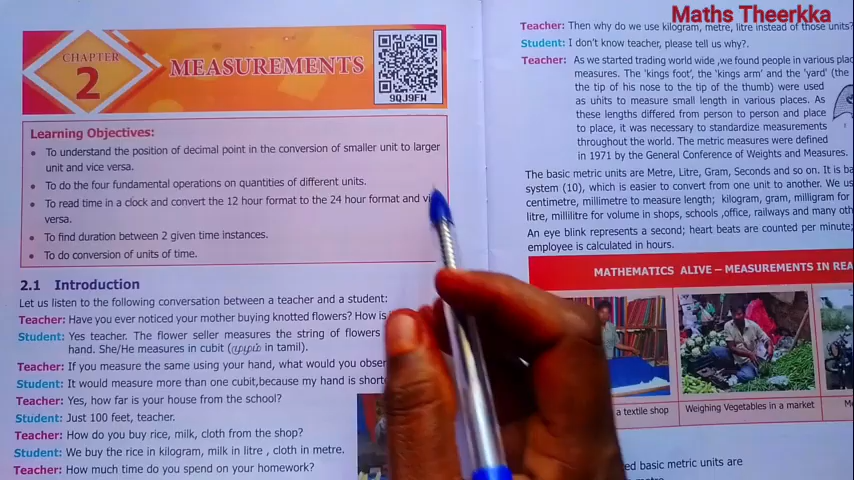 Maths Theerkka
CHAPTER
2
MEASUREMENTS
9QJ9FW
Learning Objectives:
To understand the position of decimal point in the conversion of smaller unit to larger
unit and vice versa.
To do the four fundamental operations on quantities of different units.
To read time in a clock and convert the 12 hour format to the 24 hour format and
versa.
To find duration between 2 given time instances.
To do conversion of units of time.
2.1 Introduction
Let us listen to the following conversation between a teacher and a student:
Teacher: Have you ever noticed your mother buying knotted flowers? How is
Student: Yes teacher. The flower seller measures the string of flowers
hand. She/He measures in cubit (முழம் in tamil).
Teacher: If you measure the same using your hand, what would you
Student: It would measure more than one cubit,because my hand is
Teacher: Yes, how far is your house from the school?
Student: Just 100 feet, teacher.
Teacher: How do you buy rice, milk, cloth from the shop?
Student: We buy the rice in kilogram, milk in litre , cloth in metre.
Teacher: How much time do you spend on your homework?
Teacher: Then why do we use kilogram, metre, litre instead of those units?
Student: I don't know teacher, please tell us why?.
Teacher: As we started trading world wide ,we found people in various
measures. The 'kings foot', the 'kings arm' and the 'yard' (the
the tip of his nose to the tip of the thumb) were used
as units to measure small length in various places. As
these lengths differed from person to person and place
to place, it was necessary to standardize measurements
throughout the world. The metric measures were defined
in 1971 by the General Conference of Weights and Measures.
The basic metric units are Metre, Litre, Gram, Seconds and so on. It is
system (10), which is easier to convert from one unit to another. We
centimetre, millimetre to measure length; kilogram, gram, milligram for
litre, millilitre for volume in shops, schools ,office, railways and many
An eye blink represents a second; heart beats are counted per minute;
employee is calculated in hours.
MATHEMATICS ALIVE – MEASUREMENTS IN
a textile shop
Weighing Vegetables in a market
basic metric units are